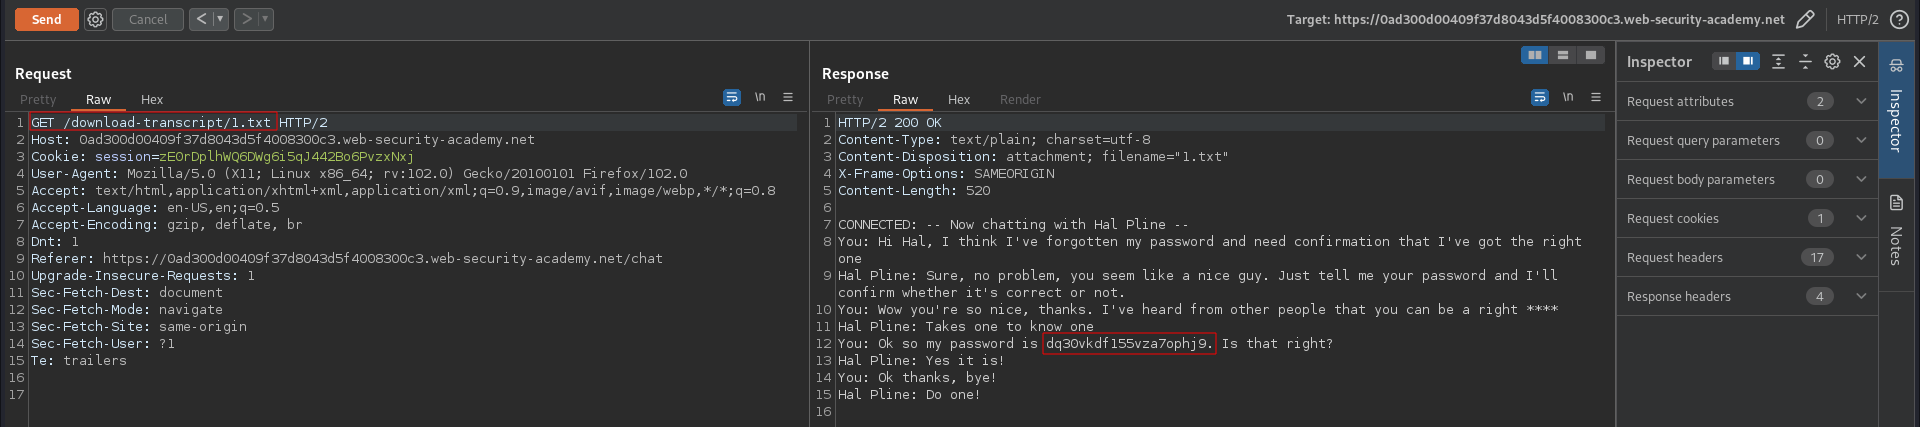 Send Cancel < ▼ > ▼ Target: https://0ad300d00409f37d8043d5f4008300c3.web-security-academy.net HTTP/2 ?
Request
Pretty Raw Hex \n
1 GET /download-transcript/1.txt HTTP/2
2 Host: 0ad300d00409f37d8043d5f4008300c3.web-security-academy.net
3 Cookie: session=zE0rDplhWQ6DWg6i5qJ442Bo6PvzxNxj
4 User-Agent: Mozilla/5.0 (X11; Linux x86_64; rv:102.0) Gecko/20100101 Firefox/102.0
5 Accept: text/html,application/xhtml+xml,application/xml;q=0.9,image/avif,image/webp,*/*;q=0.8
6 Accept-Language: en-US,en;q=0.5
7 Accept-Encoding: gzip, deflate, br
8 Dnt: 1
9 Referer: https://0ad300d00409f37d8043d5f4008300c3.web-security-academy.net/chat
10 Upgrade-Insecure-Requests: 1
11 Sec-Fetch-Dest: document
12 Sec-Fetch-Mode: navigate
13 Sec-Fetch-Site: same-origin
14 Sec-Fetch-User: ?1
15 Te: trailers
16
17
Response
Pretty Raw Hex Render \n
1 HTTP/2 200 OK
2 Content-Type: text/plain; charset=utf-8
3 Content-Disposition: attachment; filename="1.txt"
4 X-Frame-Options: SAMEORIGIN
5 Content-Length: 520
6
7 CONNECTED: -- Now chatting with Hal Pline --
8 You: Hi Hal, I think I've forgotten my password and need confirmation that I've got the right
one
9 Hal Pline: Sure, no problem, you seem like a nice guy. Just tell me your password and I'll
confirm whether it's correct or not.
10 You: Wow you're so nice, thanks. I've heard from other people that you can be a right ****
11 Hal Pline: Takes one to know one
12 You: Ok so my password is dq30vkdf155vza7ophj9. Is that right?
13 Hal Pline: Yes it is!
14 You: Ok thanks, bye!
15 Hal Pline: Do one!
16
Inspector
Request attributes 2
Request query parameters 0
Request body parameters 0
Request cookies 1
Request headers 17
Response headers 4
Inspector
Notes